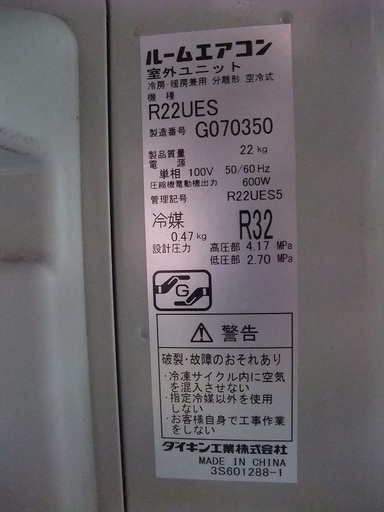 ルームエアコン
室外ユニット
冷房・暖房兼用 分離形 空冷式
機 種
R22UES
製造番号 G070350
製品質量 22 kg
電 源
単相 100V 50/60 Hz
圧縮機電動機出力 600W
管理記号 R22UES5
冷媒 R32
0.47 kg
設計圧力 高圧部 4.17 MPa
低圧部 2.70 MPa
G
警告
破裂・故障のおそれあり
・冷凍サイクル内に空気
を混入させない
・指定冷媒以外を使用
しない
・お客様自身で工事作業
をしない
ダイキン工業株式会社
MADE IN CHINA
3S601288-1